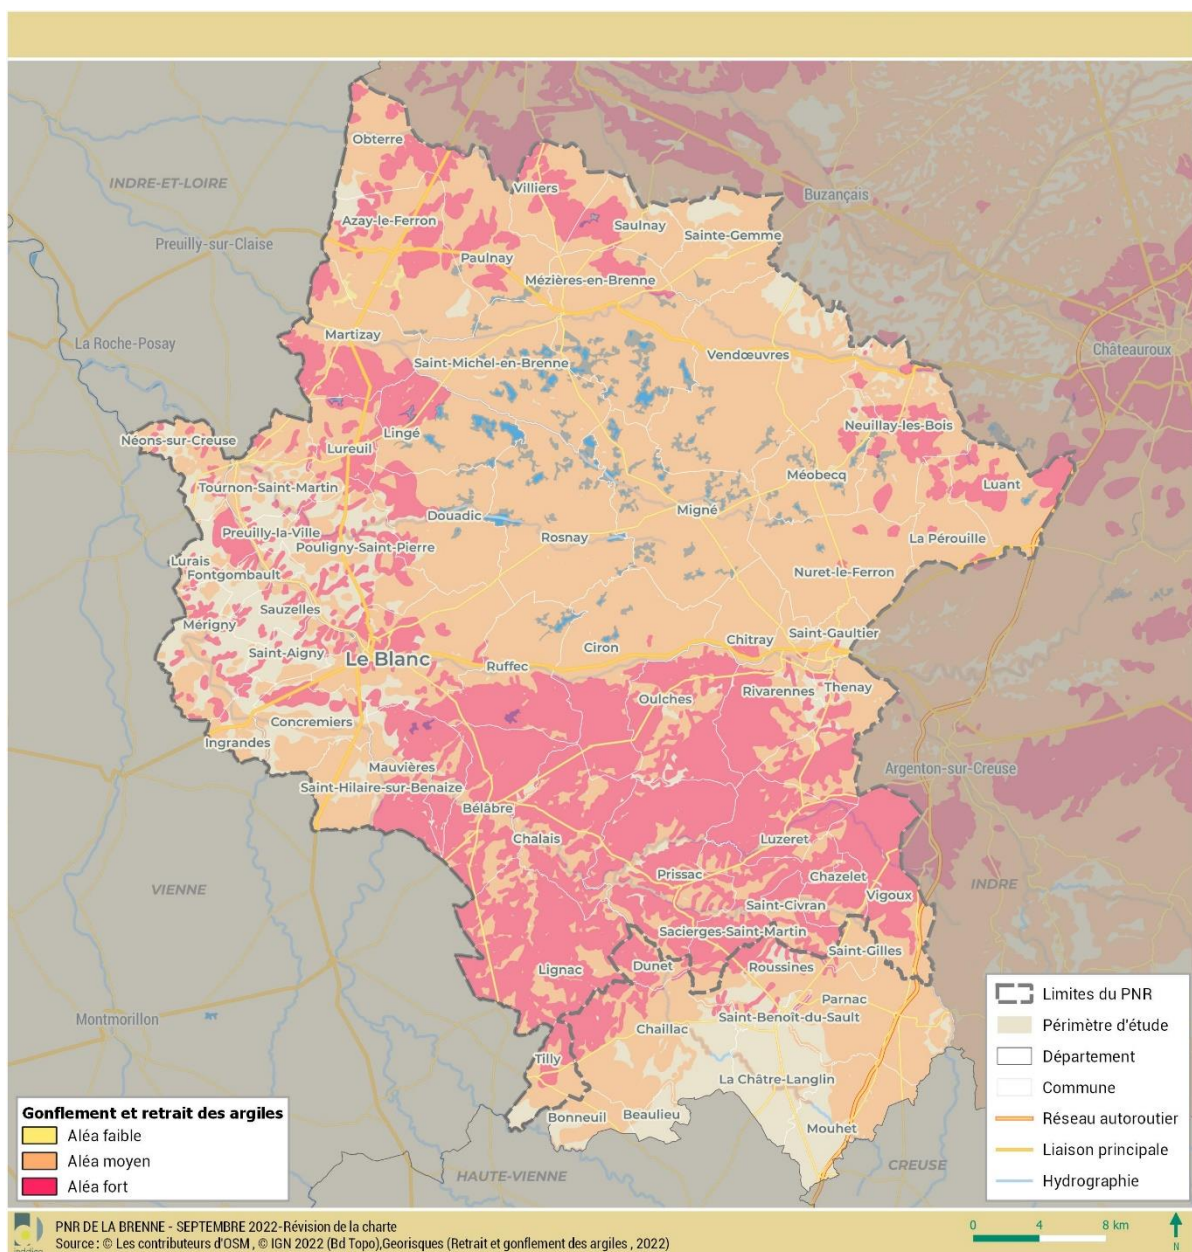 Obterre
INDRE-ET-LOIRE
Villiers
Buzançais
Azay-le-Ferron
Saulnay
Sainte-Gemme
Preuilly-sur-Claise
Paulnay
Mézières-en-Brenne
Martizay
La Roche-Posay
Châteauroux
Saint-Michel-en-Brenne
Vendœuvres
Néons-sur-Creuse
Lingé
Neuillay-les-Bois
Lureuil
Tournon-Saint-Martin
Méobecq
Luant
Douadic
Migné
Preuilly-la-Ville
Rosnay
La Pérouille
Pouligny-Saint-Pierre
Lurais
Fontgombault
Nuret-le-Ferron
Sauzelles
Mérigny
Saint-Gaultier
Chitray
Ciron
Saint-Aigny
Le Blanc
Ruffec
Thenay
Rivarennes
Oulches
Concremiers
Ingrandes
Mauvières
Argenton-sur-Creuse
Saint-Hilaire-sur-Benaize
Bélâbre
Chalais
Luzeret
Prissac
Chazelet
VIENNE
INDRE
Vigoux
Saint-Civran
Sacierges-Saint-Martin
Saint-Gilles
Lignac
Dunet
Roussines
Parnac
Montmorillon
Saint-Benoît-du-Sault
Chaillac
Tilly
La Châtre-Langlin
Bonneuil
Beaulieu
Mouhet
HAUTE-VIENNE
CREUSE
Limites du PNR
Périmètre d'étude
Département
Commune
Réseau autoroutier
Liaison principale
Hydrographie
Gonflement et retrait des argiles
Aléa faible
Aléa moyen
Aléa fort
PNR DE LA BRENNE - SEPTEMBRE 2022-Révision de la charte
Source : © Les contributeurs d'OSM , © IGN 2022 (Bd Topo),Georisques (Retrait et gonflement des argiles , 2022)
0 4 8 km
N